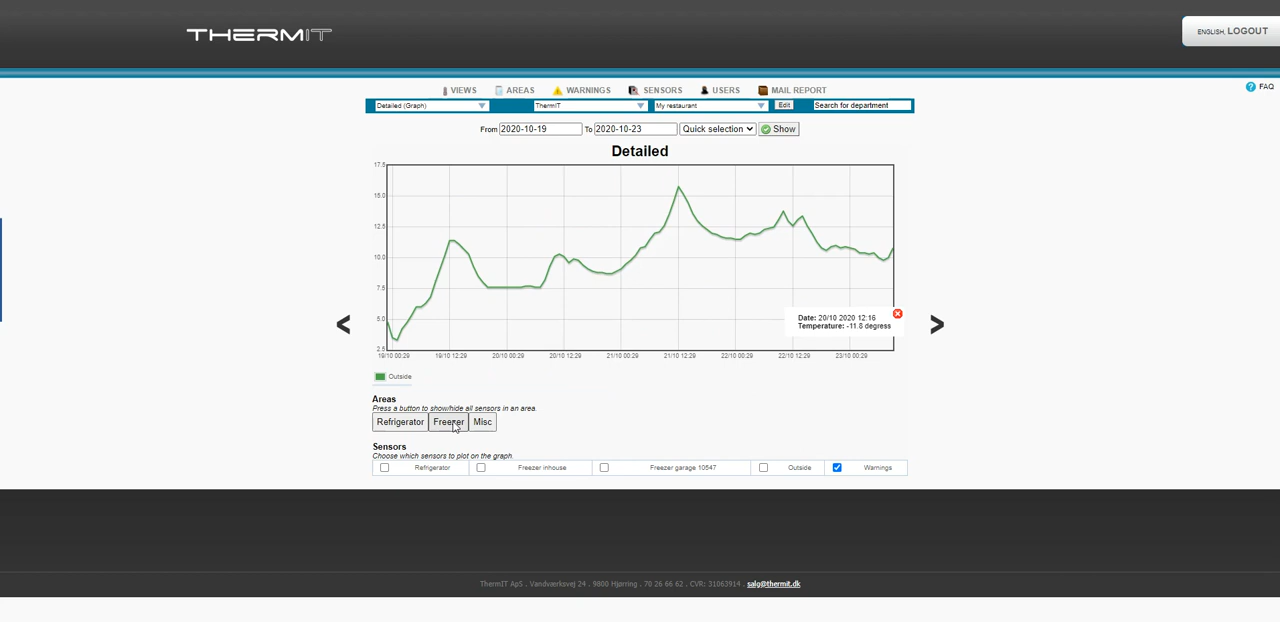 THERMIT
ENGLISH, LOGOUT
FAQ
VIEWS AREAS WARNINGS SENSORS USERS MAIL REPORT
Detailed (Graph) ThermIT My restaurant Edit Search for department
From 2020-10-19 To 2020-10-23 Quick selection Show
Detailed
17.5
15.0
12.5
10.0
7.5
5.0
2.5
Date: 20/10 2020 12:16
Temperature: -11.8 degress
< >
19/10 00:29 19/10 12:29 20/10 00:29 20/10 12:29 21/10 00:29 21/10 12:29 22/10 00:29 22/10 12:29 23/10 00:29
Outside
Areas
Press a button to show/hide all sensors in an area.
Refrigerator Freezer Misc
Sensors
Choose which sensors to plot on the graph.
Refrigerator Freezer inhouse Freezer garage 10547 Outside Warnings
ThermIT ApS . Vandværksvej 24 . 9800 Hjørring . 70 26 66 62 . CVR: 31063914 . salg@thermit.dk